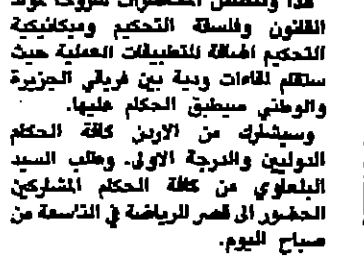 هذا وتتضمن المحاضرات شروحا لمواد
القانون وفلسفة التحكيم وميكانيكية
التحكيم اضافة للتطبيقات العملية حيث
ستقام لقاءات ودية بين فريقي الجزيرة
والوطني سيطبق الحكام عليها.
وسيشارك من الاردن كافة الحكام
الدوليين والدرجة الاولى. وطلب السيد
البلعاوي من كافة الحكام المشاركين
الحضور الى قصر الرياضة في التاسعة من
صباح اليوم.